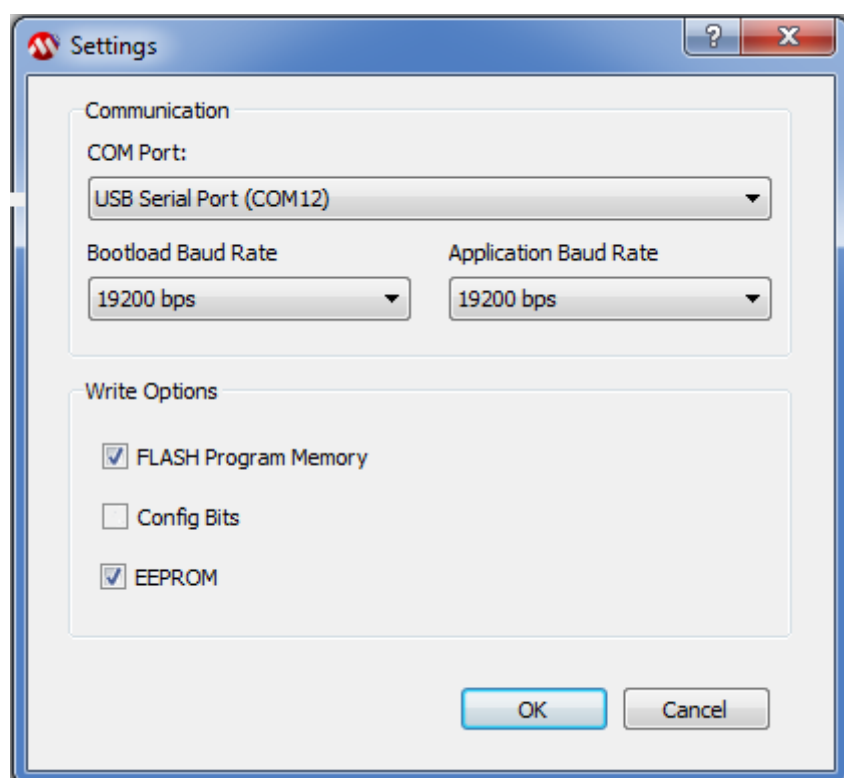 Settings
?
Communication
COM Port:
USB Serial Port (COM12)
Bootload Baud Rate
Application Baud Rate
19200 bps
19200 bps
Write Options
FLASH Program Memory
Config Bits
EEPROM
OK
Cancel